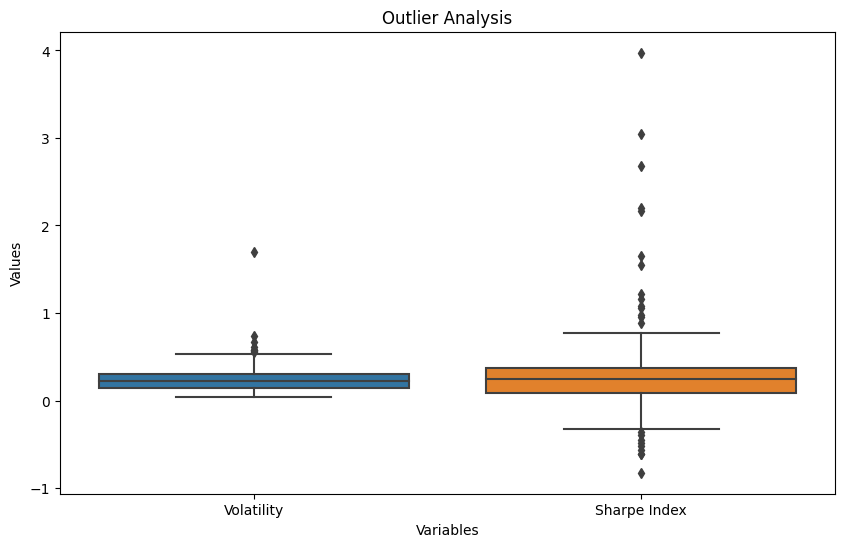 Outlier Analysis
4
3
2
1
0
−1
Values
Volatility
Sharpe Index
Variables